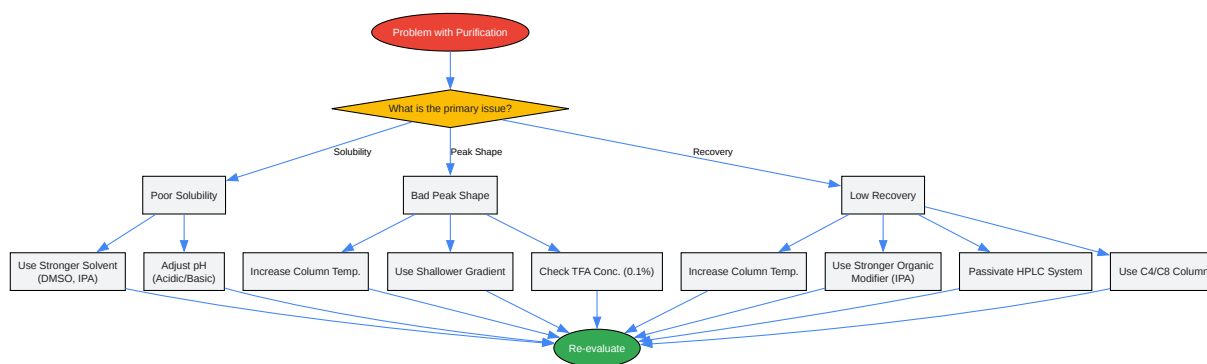 Problem with Purification
What is the primary issue?
Solubility
Peak Shape
Recovery
Poor Solubility
Bad Peak Shape
Low Recovery
Use Stronger Solvent
(DMSO, IPA)
Adjust pH
(Acidic/Basic)
Increase Column Temp.
Use Shallower Gradient
Check TFA Conc. (0.1%)
Increase Column Temp.
Use Stronger Organic
Modifier (IPA)
Passivate HPLC System
Use C4/C8 Column
Re-evaluate